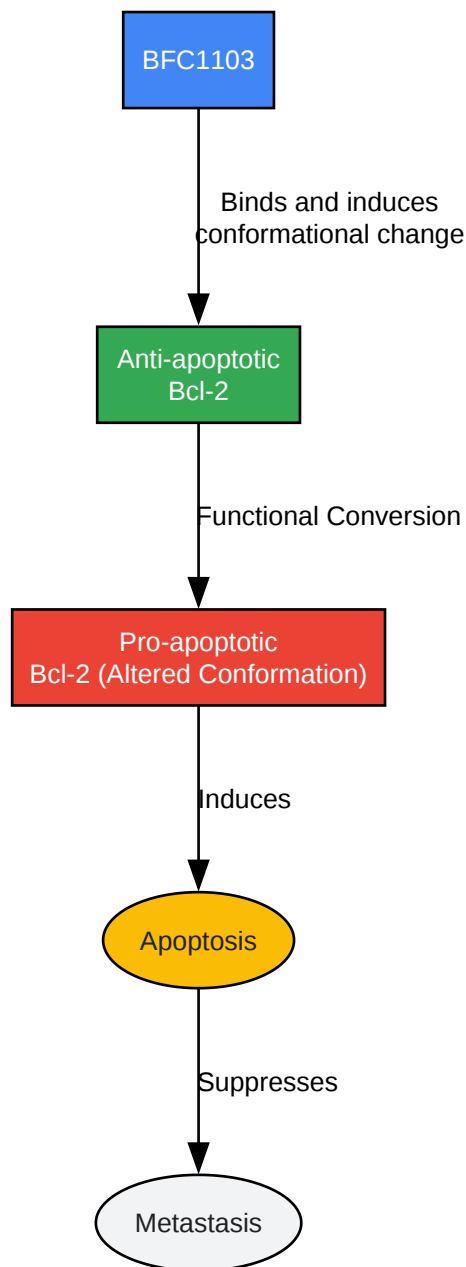 BFC1103
Binds and induces
conformational change
Anti-apoptotic
Bcl-2
Functional Conversion
Pro-apoptotic
Bcl-2 (Altered Conformation)
Induces
Apoptosis
Suppresses
Metastasis